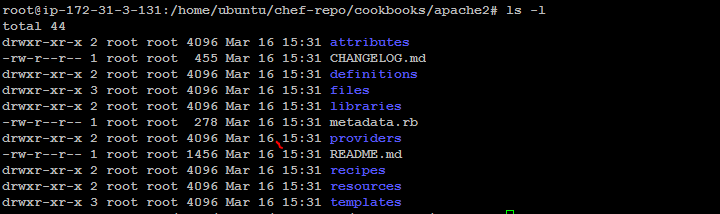 root@ip-172-31-3-131:/home/ubuntu/chef-repo/cookbooks/apache2# ls -l
total 44
drwxr-xr-x 2 root root 4096 Mar 16 15:31 attributes
-rw-r--r-- 1 root root  455 Mar 16 15:31 CHANGELOG.md
drwxr-xr-x 2 root root 4096 Mar 16 15:31 definitions
drwxr-xr-x 3 root root 4096 Mar 16 15:31 files
drwxr-xr-x 2 root root 4096 Mar 16 15:31 libraries
-rw-r--r-- 1 root root  278 Mar 16 15:31 metadata.rb
drwxr-xr-x 2 root root 4096 Mar 16 15:31 providers
-rw-r--r-- 1 root root 1456 Mar 16 15:31 README.md
drwxr-xr-x 2 root root 4096 Mar 16 15:31 recipes
drwxr-xr-x 2 root root 4096 Mar 16 15:31 resources
drwxr-xr-x 3 root root 4096 Mar 16 15:31 templates